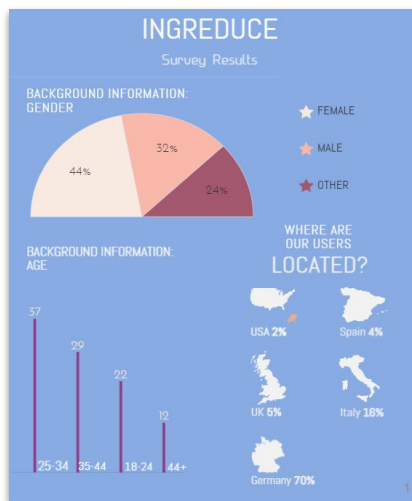 INGREDUCE
Survey Results
BACKGROUND INFORMATION:
GENDER
44%
32%
24%
FEMALE
MALE
OTHER
BACKGROUND INFORMATION:
AGE
37
29
22
12
25-34
35-44
18-24
44+
WHERE ARE
OUR USERS
LOCATED?
USA 2%
Spain 4%
UK 5%
Italy 16%
Germany 70%
1